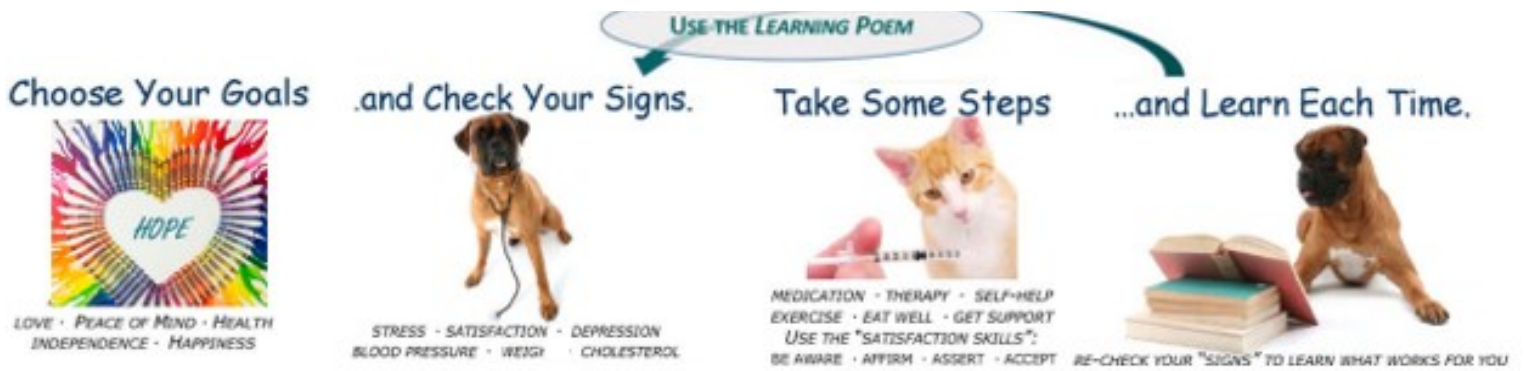 USE THE LEARNING POEM
Choose Your Goals
HOPE
LOVE · PEACE OF MIND · HEALTH
INDEPENDENCE · HAPPINESS
.and Check Your Signs.
STRESS · SATISFACTION · DEPRESSION
BLOOD PRESSURE · · CHOLESTEROL
Take Some Steps
MEDICATION · THERAPY · SELF-HELP
EXERCISE · EAT WELL · GET SUPPORT
USE THE "SATISFACTION SKILLS":
BE AWARE · AFFIRM · ASSERT · ACCEPT
...and Learn Each Time.
RE-CHECK YOUR "SIGNS" TO LEARN WHAT WORKS FOR YOU